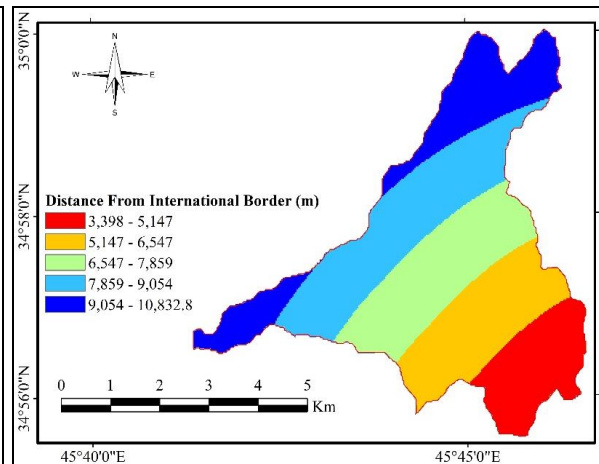 35°0'0"N
N
W E
S
Distance From International Border (m)
3,398 - 5,147
5,147 - 6,547
6,547 - 7,859
7,859 - 9,054
9,054 - 10,832.8
34°58'0"N
34°56'0"N
0 1 2 3 4 5
Km
45°40'0"E 45°45'0"E